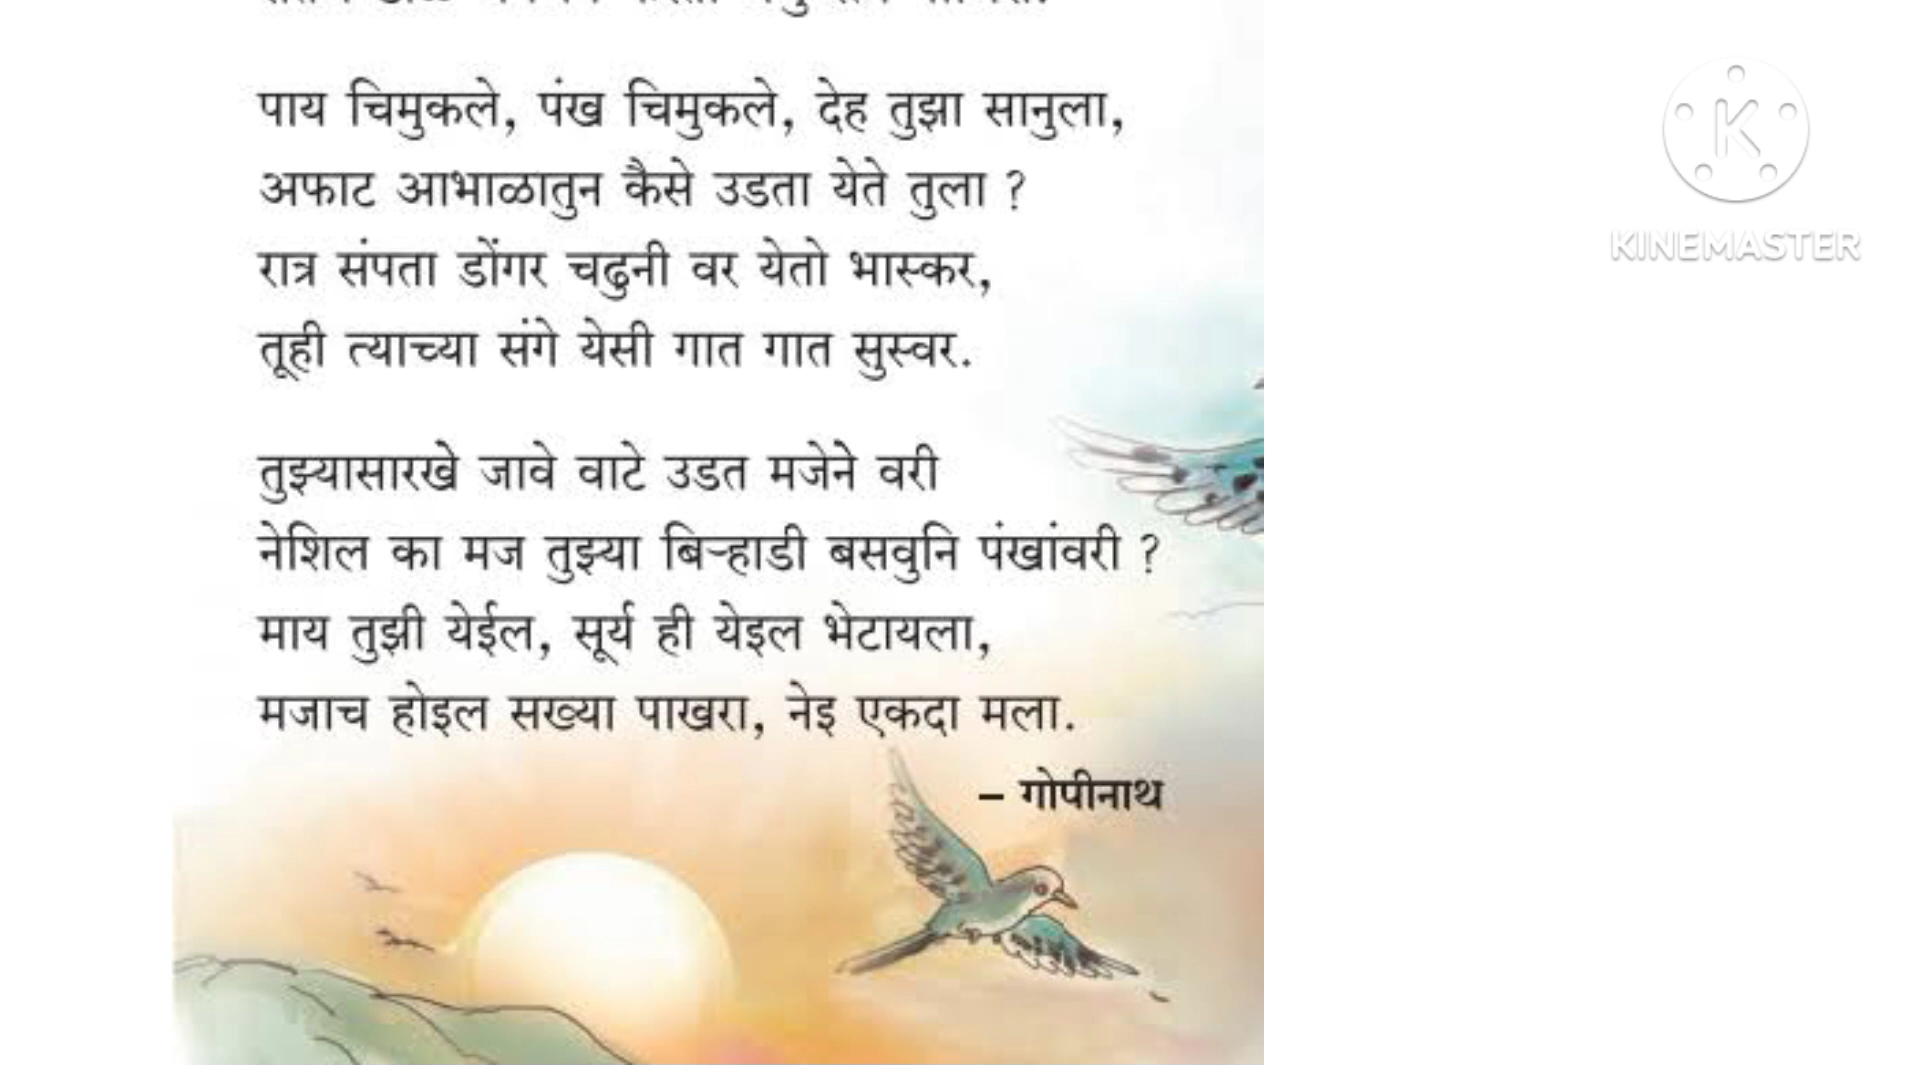 पाय चिमुकले, पंख चिमुकले, देह तुझा सानुला,
अफाट आभाळातुन कैसे उडता येते तुला ?
रात्र संपता डोंगर चढुनी वर येतो भास्कर,
तूही त्याच्या संगे येसी गात गात सुस्वर.
तुझ्यासारखे जावे वाटे उडत मजेने वरी
नेशिल का मज तुझ्या बिऱ्हाडी बसवुनि पंखांवरी ?
माय तुझी येईल, सूर्य ही येइल भेटायला,
मजाच होइल सख्या पाखरा, नेइ एकदा मला.
– गोपीनाथ
K
KINEMASTER